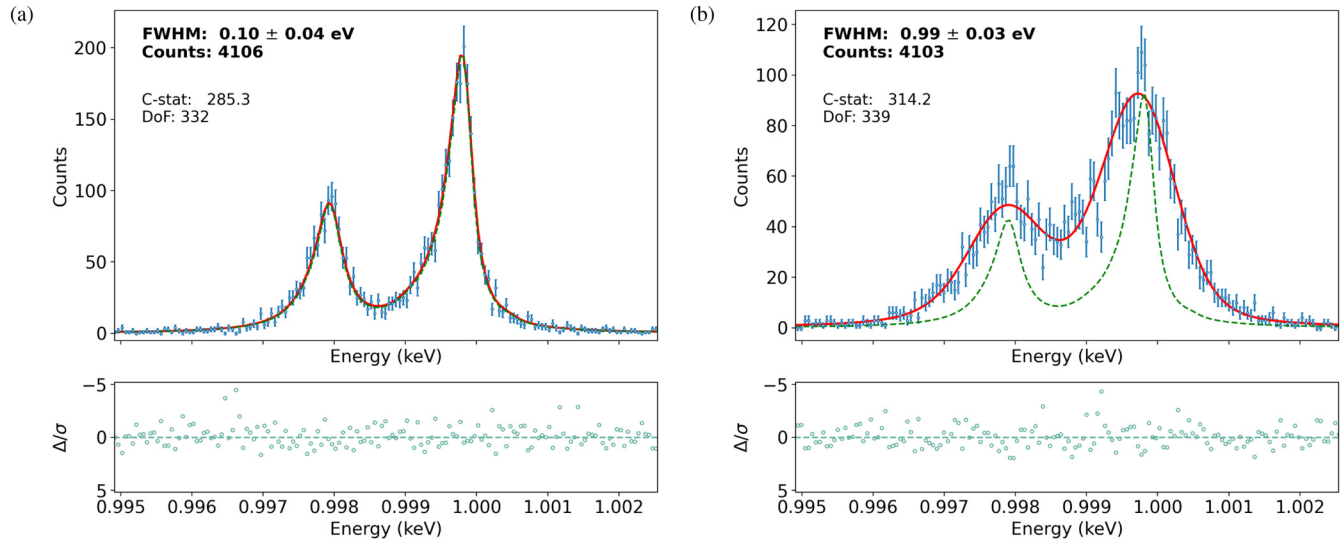 (a)
FWHM: 0.10 ± 0.04 eV
Counts: 4106
C-stat: 285.3
DoF: 332
200
150
100
50
0
Counts
Energy (keV)
−5
0
5
Δ/σ
0.995 0.996 0.997 0.998 0.999 1.000 1.001 1.002
Energy (keV)
(b)
FWHM: 0.99 ± 0.03 eV
Counts: 4103
C-stat: 314.2
DoF: 339
120
100
80
60
40
20
0
Counts
Energy (keV)
−5
0
5
Δ/σ
0.995 0.996 0.997 0.998 0.999 1.000 1.001 1.002
Energy (keV)